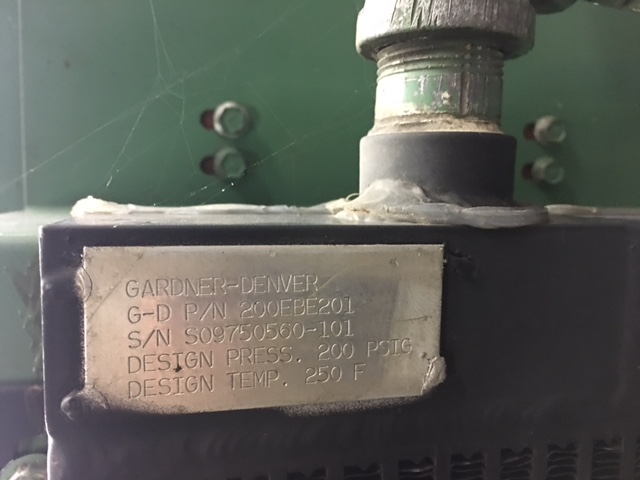 GARDNER-DENVER
G-D P/N 200EBE201
S/N S09750560-101
DESIGN PRESS. 200 PSIG
DESIGN TEMP. 250 F